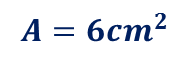 A = 6cm²